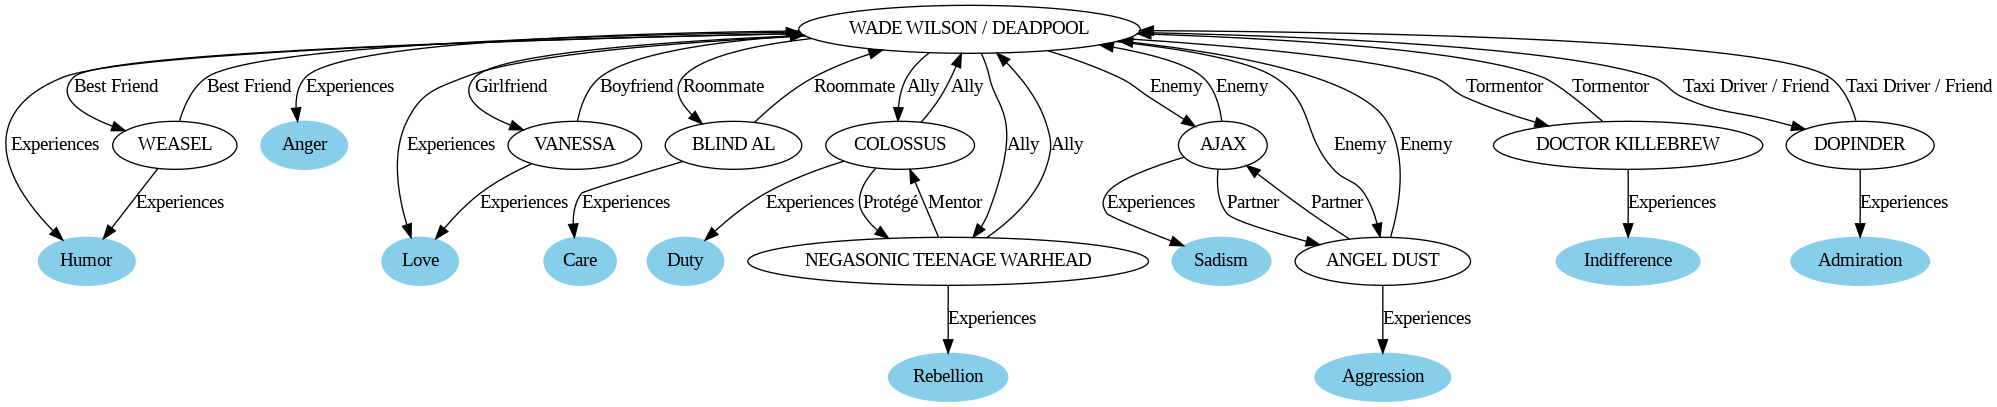 WADE WILSON / DEADPOOL
Best Friend
Best Friend
Experiences
Girlfriend
Boyfriend
Roommate
Roommate
Ally
Ally
Enemy
Enemy
Tormentor
Tormentor
Taxi Driver / Friend
Taxi Driver / Friend
Experiences
WEASEL
Anger
Experiences
VANESSA
BLIND AL
COLOSSUS
Ally
Ally
AJAX
Enemy
Enemy
DOCTOR KILLEBREW
DOPINDER
Experiences
Experiences
Experiences
Experiences
Protégé
Mentor
Experiences
Partner
Partner
Experiences
Experiences
Humor
Love
Care
Duty
NEGASONIC TEENAGE WARHEAD
Sadism
ANGEL DUST
Indifference
Admiration
Experiences
Experiences
Rebellion
Aggression